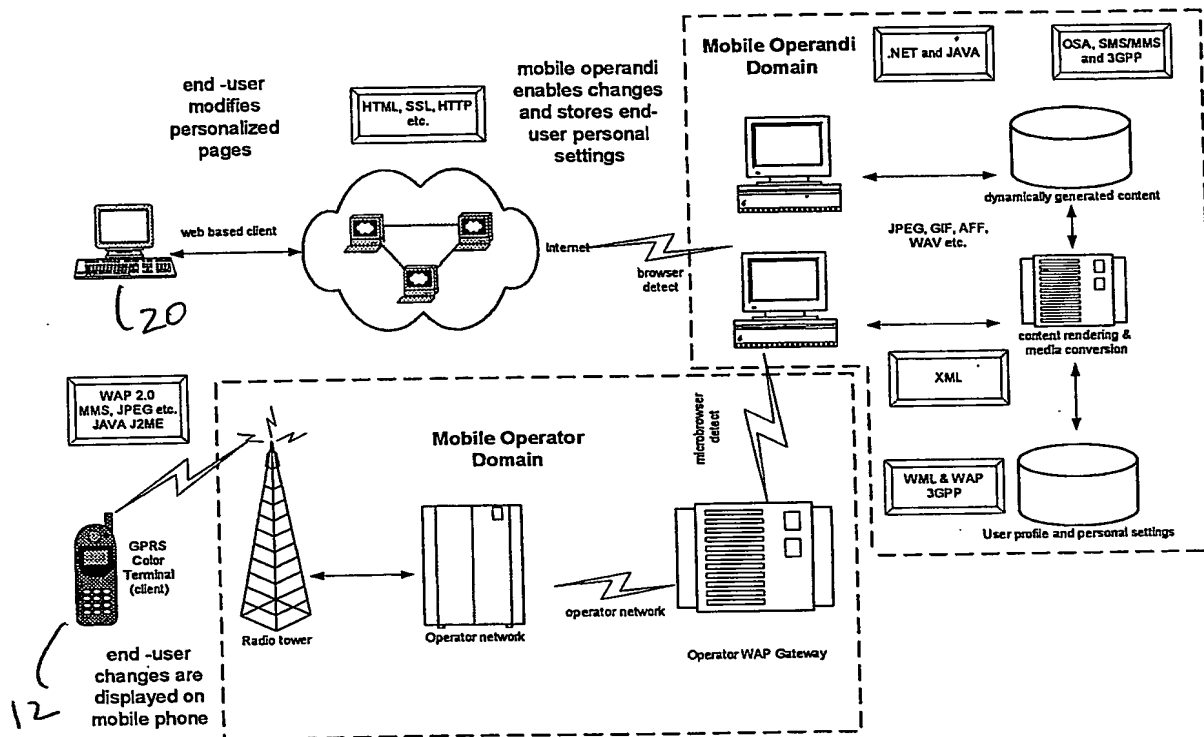 Mobile Operandi
Domain
.NET and JAVA
OSA, SMS/MMS
and 3GPP
end -user
modifies
personalized
pages
HTML, SSL, HTTP
etc.
mobile operandi
enables changes
and stores end-
user personal
settings
dynamically generated content
web based client
Internet
browser
detect
JPEG, GIF, AFF,
WAV etc.
20
content rendering &
media conversion
WAP 2.0
MMS, JPEG etc.
JAVA J2ME
XML
Mobile Operator
Domain
microbrowser
detect
WML & WAP
3GPP
User profile and personal settings
GPRS
Color
Terminal
(client)
Radio tower
Operator network
operator network
Operator WAP Gateway
12
end -user
changes are
displayed on
mobile phone